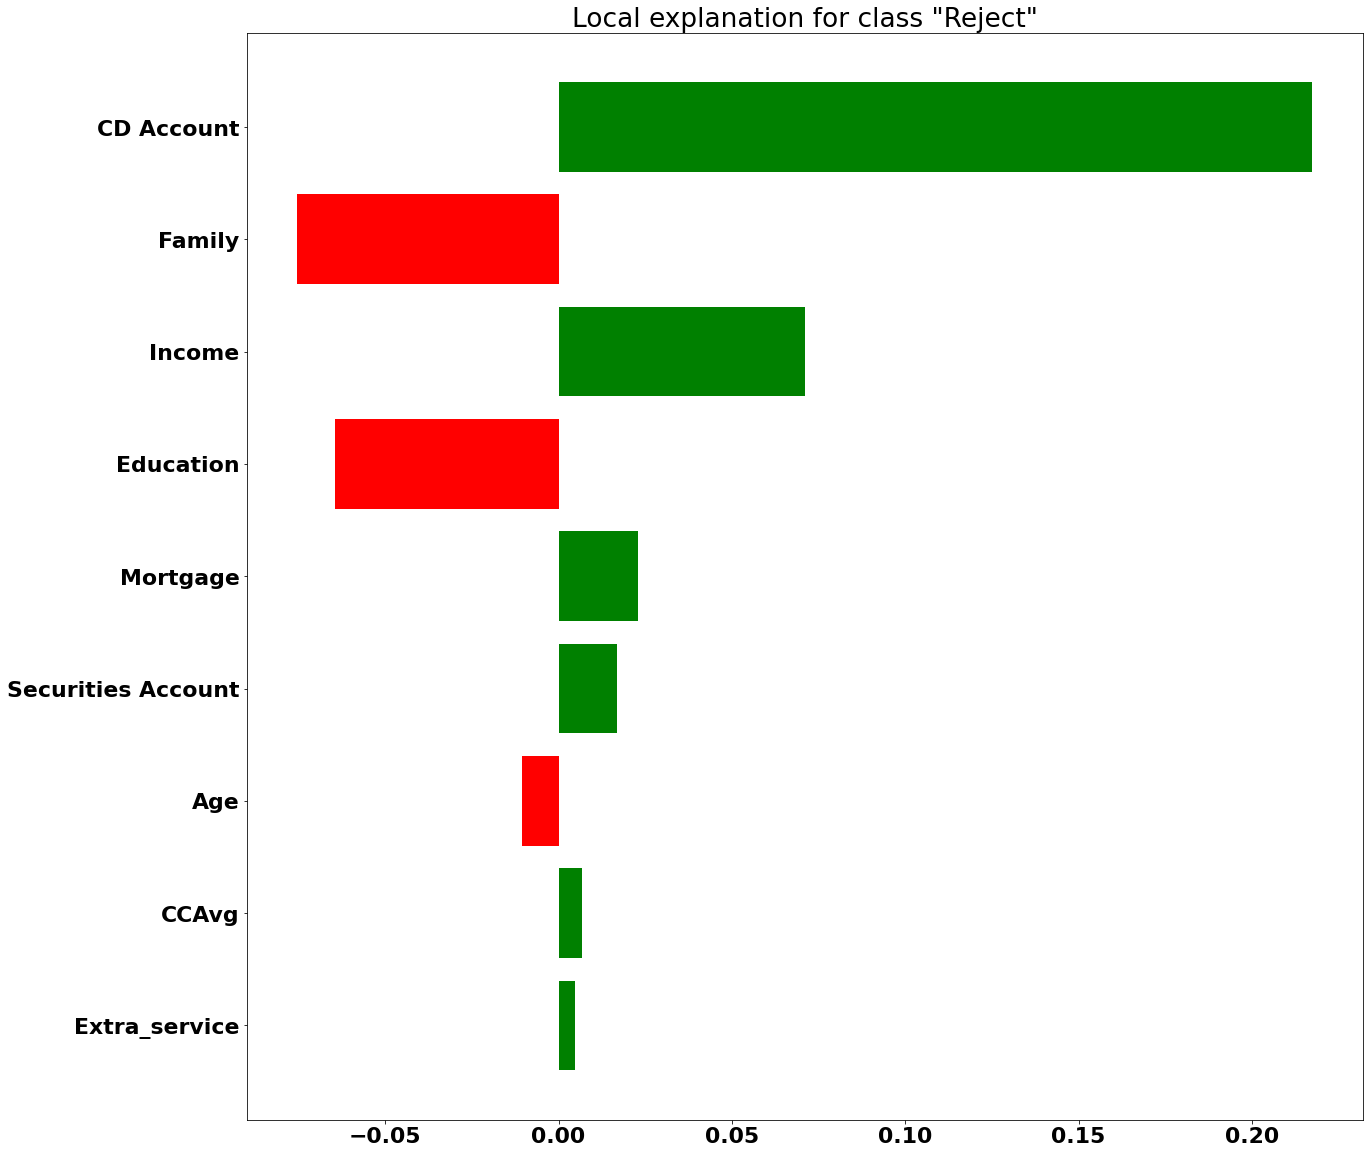 Local explanation for class "Reject"
CD Account
Family
Income
Education
Mortgage
Securities Account
Age
CCAvg
Extra_service
−0.05 0.00 0.05 0.10 0.15 0.20